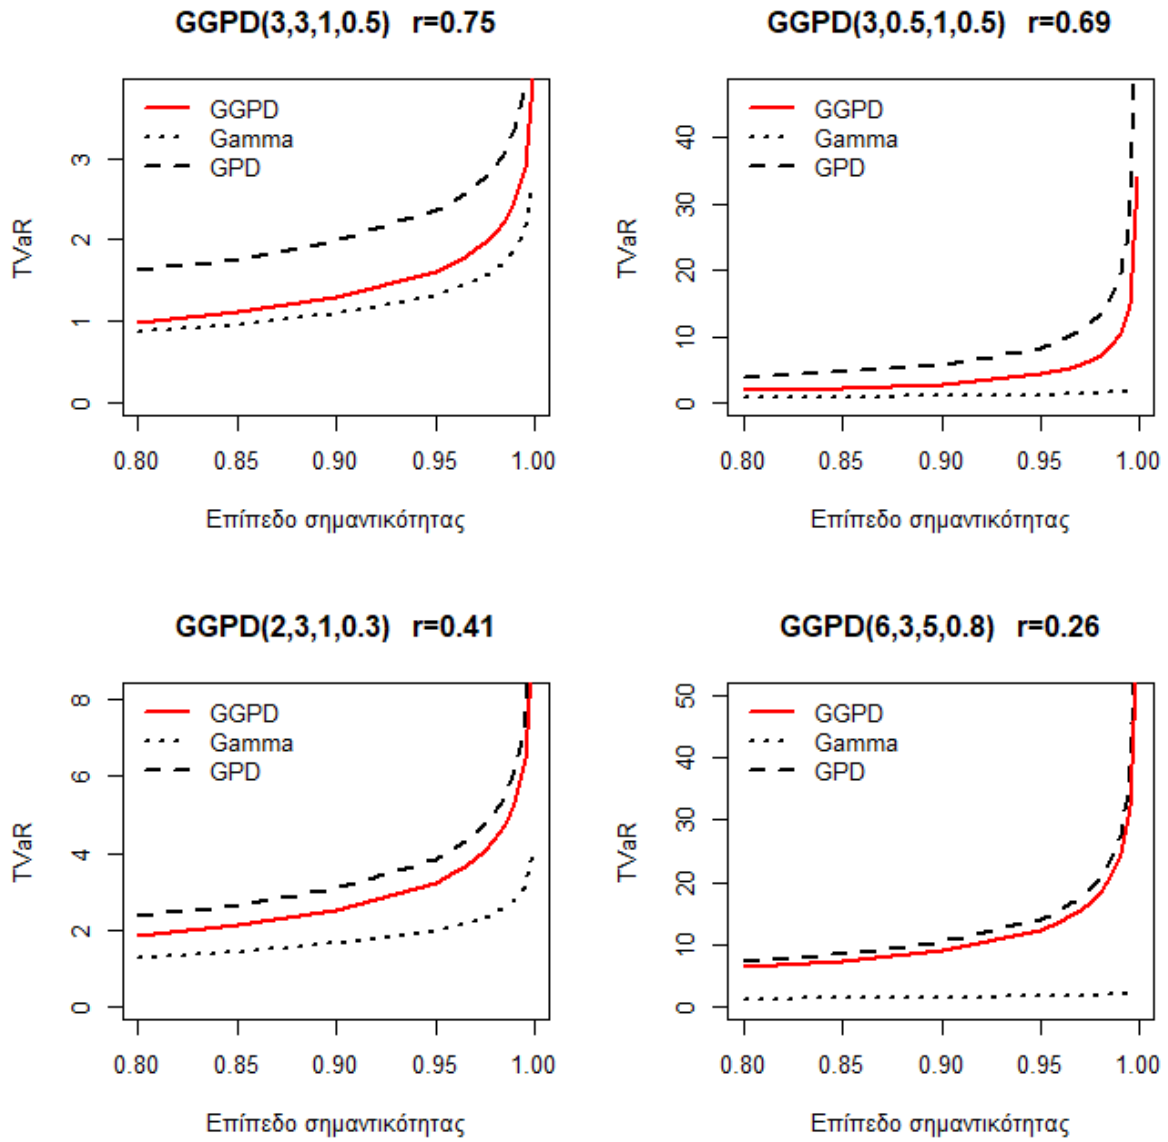 GGPD(3,3,1,0.5) r=0.75
GGPD
Gamma
GPD
TVaR
0
1
2
3
0.80 0.85 0.90 0.95 1.00
Επίπεδο σημαντικότητας
GGPD(3,0.5,1,0.5) r=0.69
GGPD
Gamma
GPD
TVaR
0
10
20
30
40
0.80 0.85 0.90 0.95 1.00
Επίπεδο σημαντικότητας
GGPD(2,3,1,0.3) r=0.41
GGPD
Gamma
GPD
TVaR
0
2
4
6
8
0.80 0.85 0.90 0.95 1.00
Επίπεδο σημαντικότητας
GGPD(6,3,5,0.8) r=0.26
GGPD
Gamma
GPD
TVaR
0
10
20
30
40
50
0.80 0.85 0.90 0.95 1.00
Επίπεδο σημαντικότητας